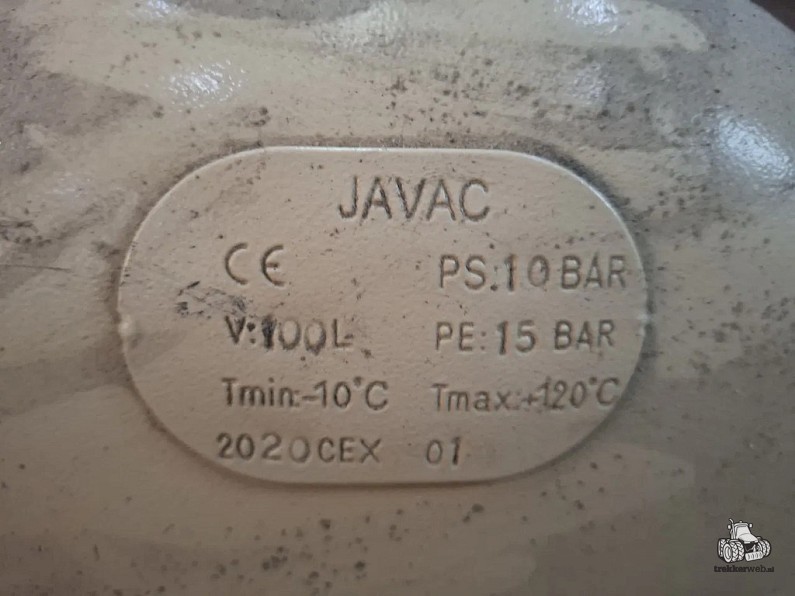 JAVAC
CE PS:10 BAR
V:100L PE:15 BAR
Tmin:-10°C Tmax:+120°C
2020CEX 01
trekkerweb.nl